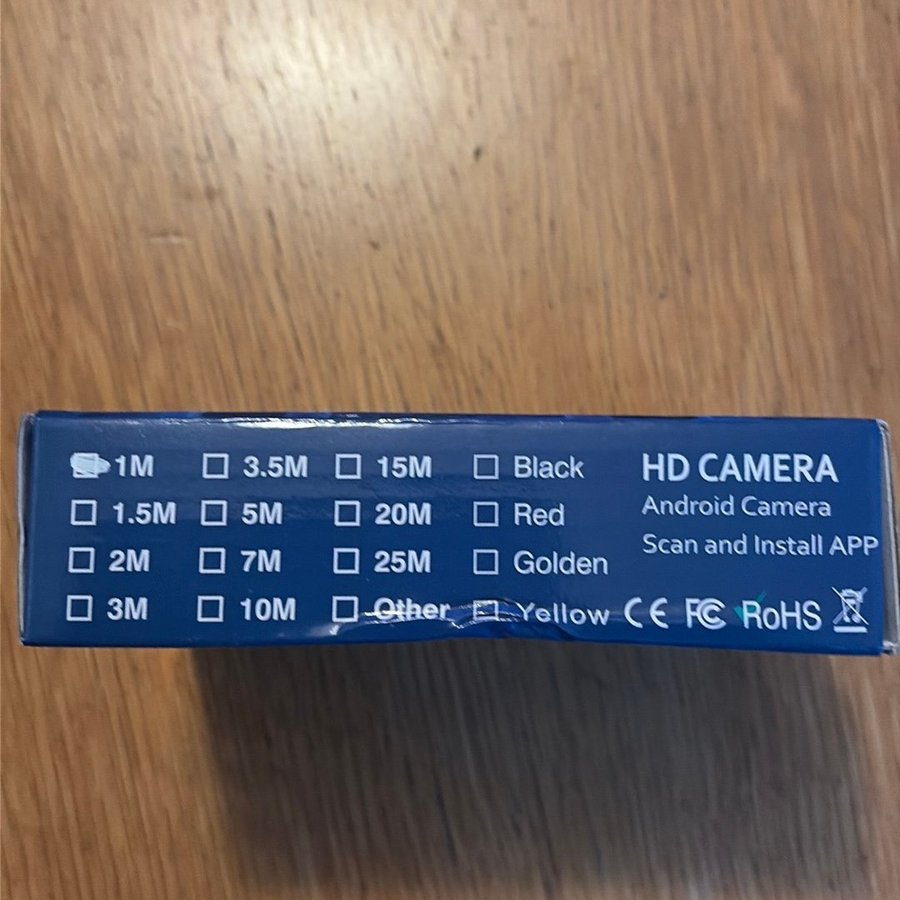 1M
1.5M
2M
3M
3.5M
5M
7M
10M
15M
20M
25M
Other
Black
Red
Golden
Yellow
HD CAMERA
Android Camera
Scan and Install APP
CE FC RoHS